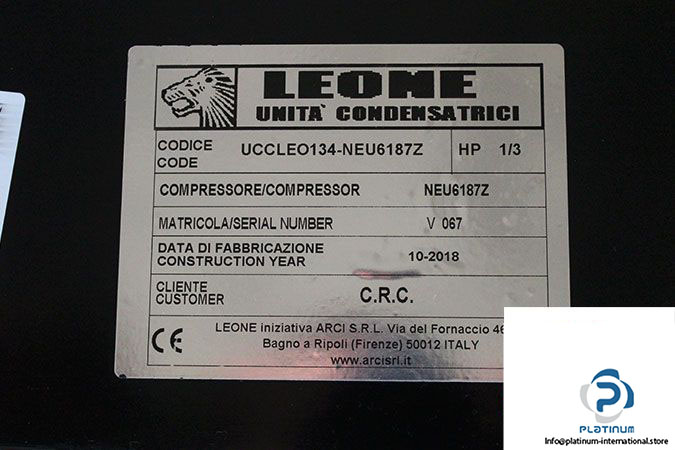 LEONE
UNITA' CONDENSATRICI
CODICE
CODE
UCCLEO134-NEU6187Z
HP 1/3
COMPRESSORE/COMPRESSOR NEU6187Z
MATRICOLA/SERIAL NUMBER V 067
DATA DI FABBRICAZIONE
CONSTRUCTION YEAR
10-2018
CLIENTE
CUSTOMER
C.R.C.
CE
LEONE iniziativa ARCI S.R.L. Via del Fornaccio 46
Bagno a Ripoli (Firenze) 50012 ITALY
www.arcisrl.it
PLATINUM
Info@platinum-international.store